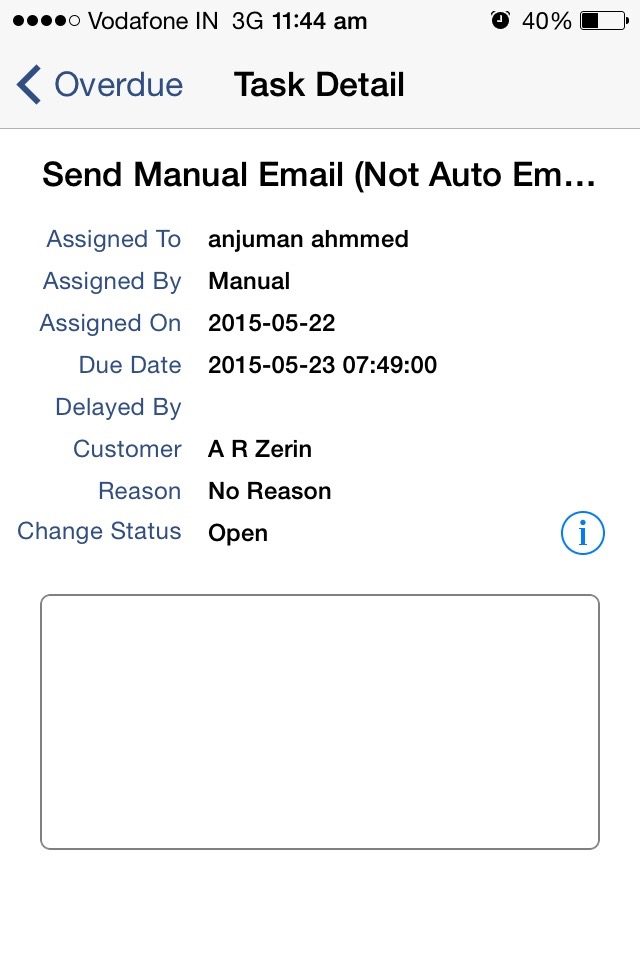 Vodafone IN 3G 11:44 am 40%
Overdue Task Detail
Send Manual Email (Not Auto Em...
Assigned To anjuman ahmmed
Assigned By Manual
Assigned On 2015-05-22
Due Date 2015-05-23 07:49:00
Delayed By
Customer A R Zerin
Reason No Reason
Change Status Open i